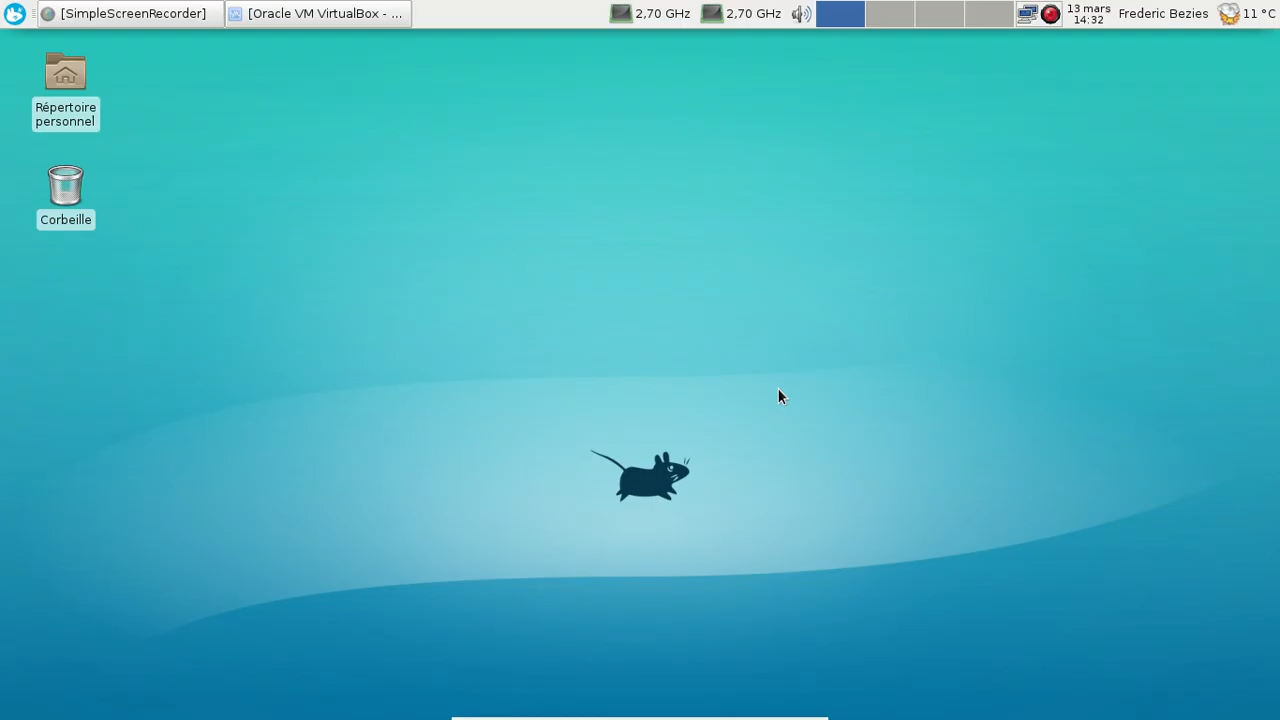 [SimpleScreenRecorder]
[Oracle VM VirtualBox - ...
2,70 GHz
2,70 GHz
13 mars
14:32
Frederic Bezies
11 °C
Répertoire
personnel
Corbeille